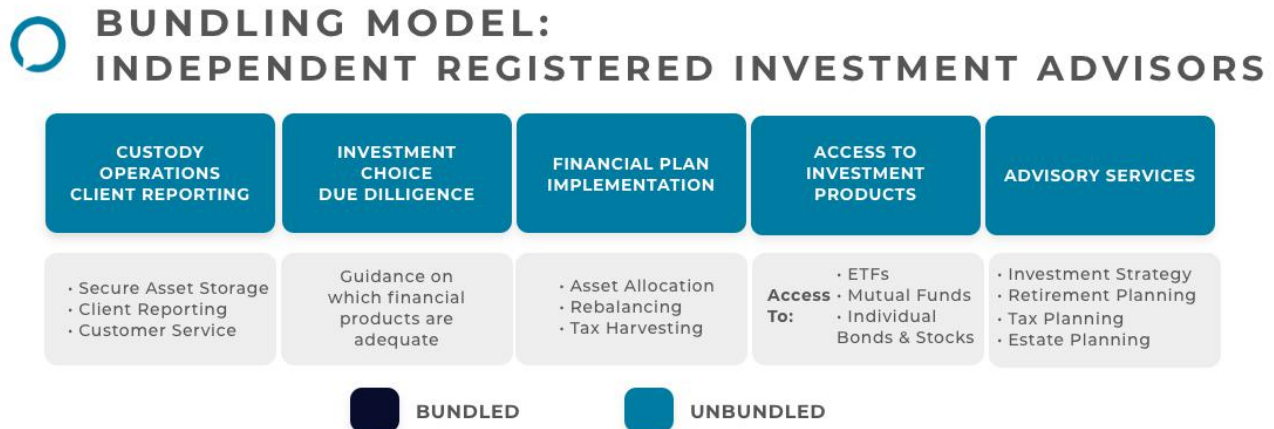 BUNDLING MODEL:
INDEPENDENT REGISTERED INVESTMENT ADVISORS
CUSTODY
OPERATIONS
CLIENT REPORTING
INVESTMENT
CHOICE
DUE DILLIGENCE
FINANCIAL PLAN
IMPLEMENTATION
ACCESS TO
INVESTMENT
PRODUCTS
ADVISORY SERVICES
· Secure Asset Storage
· Client Reporting
· Customer Service
Guidance on
which financial
products are
adequate
· Asset Allocation
· Rebalancing
· Tax Harvesting
Access To:
· ETFs
· Mutual Funds
· Individual
Bonds & Stocks
· Investment Strategy
· Retirement Planning
· Tax Planning
· Estate Planning
BUNDLED
UNBUNDLED